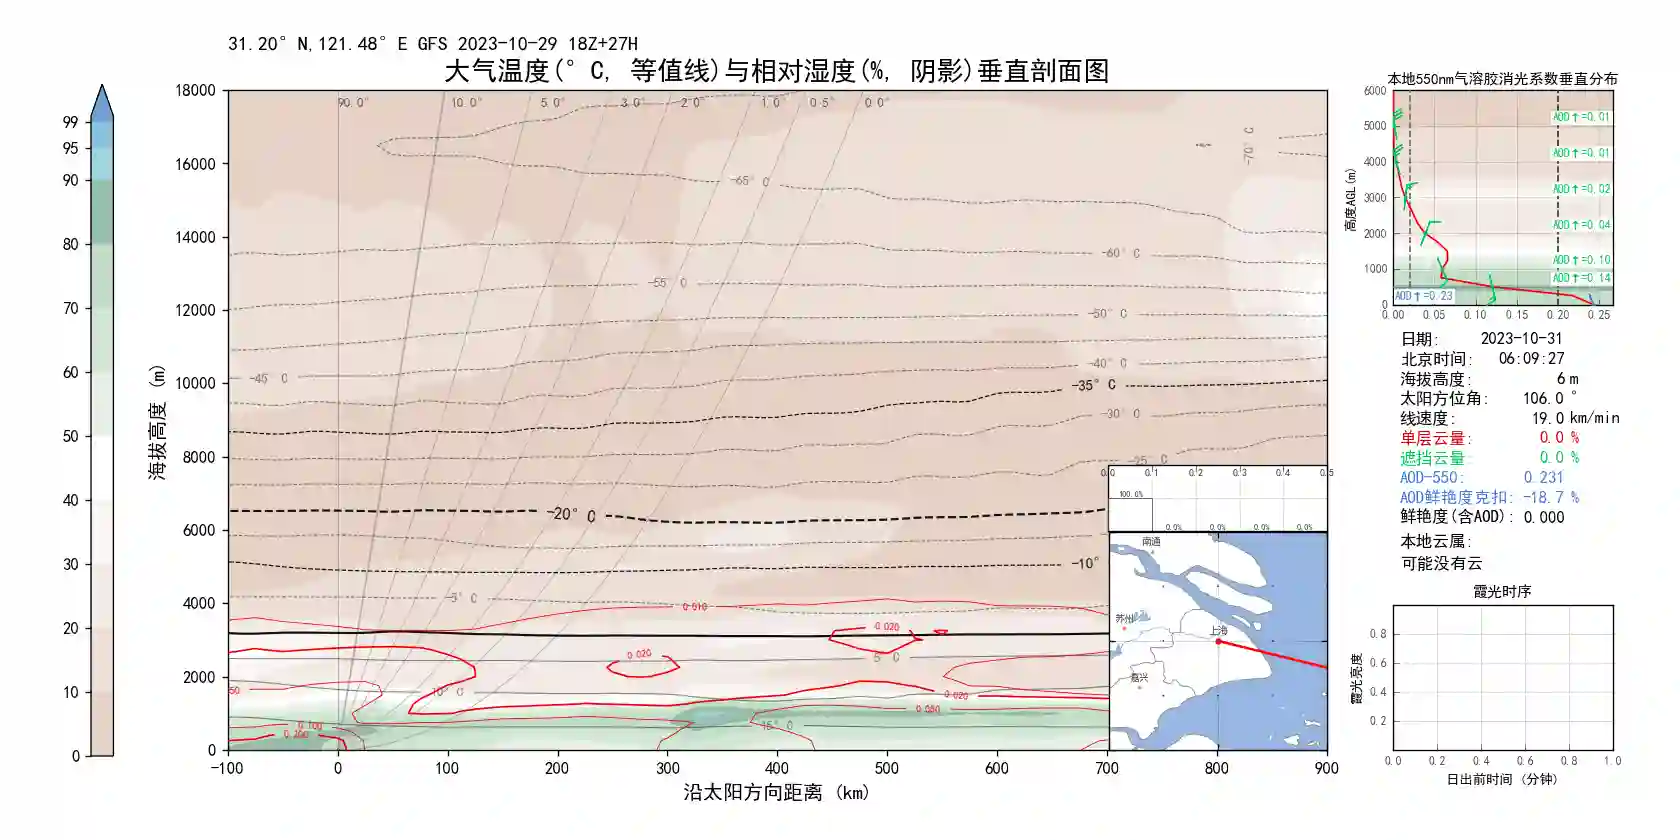 31.20° N,121.48° E GFS 2023-10-29 18Z+27H
大气温度(°C, 等值线)与相对湿度(%, 阴影)垂直剖面图
99
95
90
80
70
60
50
40
30
20
10
0
海拔高度 (m)
18000
16000
14000
12000
10000
8000
6000
4000
2000
0
90.0° 10.0° 5.0° 3.0° 2.0° 1.0° 0.5° 0.0°
-70° C
-65° C
-60° C
-55° C
-50° C
-45 C
-40° C
-35° C
-30° C
-25° C
-20° C
-10°
-5° C
0.010
0.020
0.020
5° C
10° C
0.020
0.050
0.100
0.200
15° C
-100 0 100 200 300 400 500 600 700 800 900
沿太阳方向距离 (km)
0.0 0.1 0.2 0.3 0.4 0.5
100.0%
0.0% 0.0% 0.0% 0.0%
南通
苏州
上海
嘉兴
本地550nm气溶胶消光系数垂直分布
高度AGL(m)
6000
5000
4000
3000
2000
1000
0
AOD↑=0.01
AOD↑=0.01
AOD↑=0.02
AOD↑=0.04
AOD↑=0.10
AOD↑=0.14
AOD↑=0.23
0.00 0.05 0.10 0.15 0.20 0.25
日期: 2023-10-31
北京时间: 06:09:27
海拔高度: 6 m
太阳方位角: 106.0 °
线速度: 19.0 km/min
单层云量: 0.0 %
遮挡云量: 0.0 %
AOD-550: 0.231
AOD鲜艳度克扣: -18.7 %
鲜艳度(含AOD): 0.000
本地云属:
可能没有云
霞光时序
霞光亮度
0.8
0.6
0.4
0.2
0.0 0.2 0.4 0.6 0.8 1.0
日出前时间 (分钟)